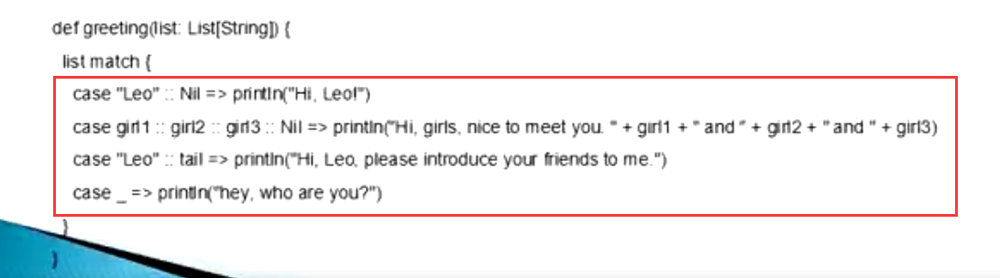 def greeting(list: List[String]) {
list match {
case "Leo" :: Nil => println("Hi, Leo!")
case girl1 :: girl2 :: girl3 :: Nil => println("Hi, girls, nice to meet you. " + girl1 + " and " + girl2 + " and " + girl3)
case "Leo" :: tail => println("Hi, Leo, please introduce your friends to me.")
case _ => println("hey, who are you?")
}
}